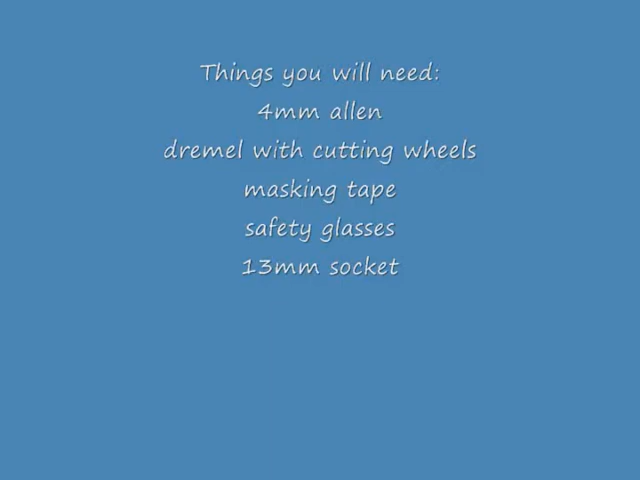 Things you will need:
4mm allen
dremel with cutting wheels
masking tape
safety glasses
13mm socket